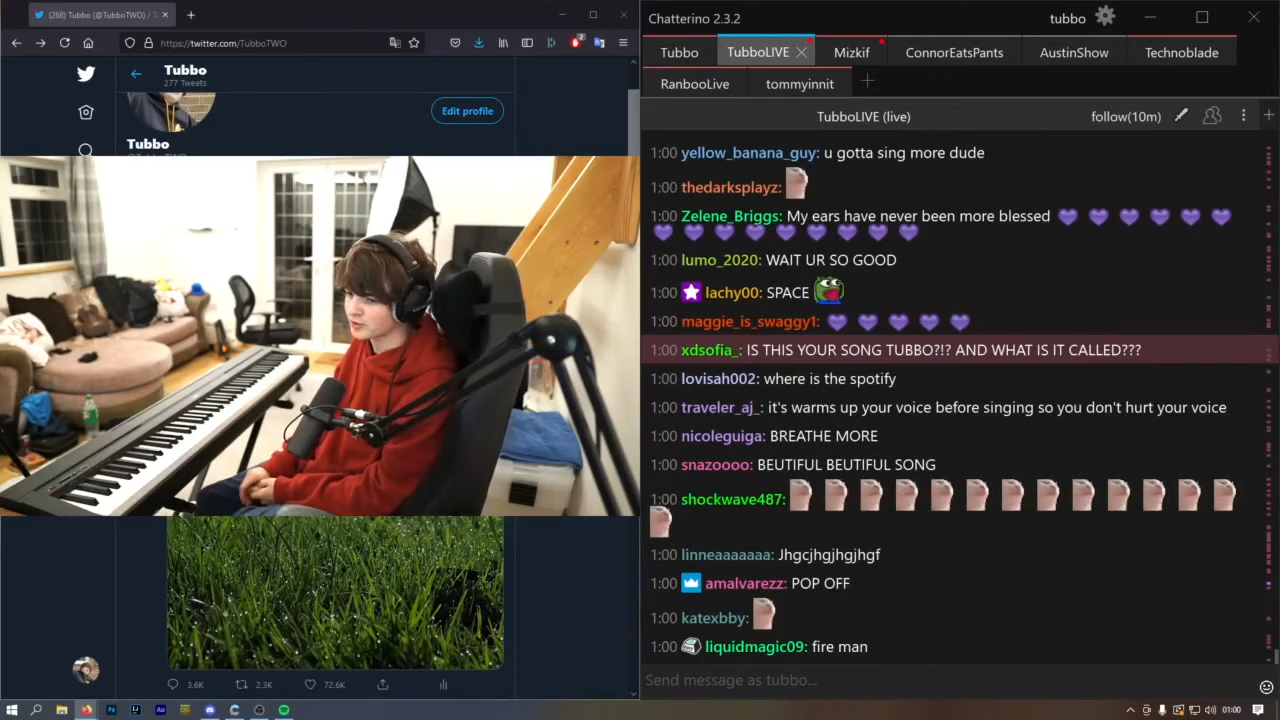 (268) Tubbo (@TubboTWO) /
https://twitter.com/TubboTWO
2
Tubbo
277 Tweets
Edit profile
Tubbo
3.6K
2.3K
72.6K
Ps
Lr
Au
01:00
Chatterino 2.3.2
tubbo
Tubbo
TubboLIVE
Mizkif
ConnorEatsPants
AustinShow
Technoblade
RanbooLive
tommyinnit
TubboLIVE (live)
follow(10m)
1:00 yellow_banana_guy: u gotta sing more dude
1:00 thedarksplayz:
1:00 Zelene_Briggs: My ears have never been more blessed
1:00 lumo_2020: WAIT UR SO GOOD
1:00 lachy00: SPACE
1:00 maggie_is_swaggy1:
1:00 xdsofia_: IS THIS YOUR SONG TUBBO?!? AND WHAT IS IT CALLED???
1:00 lovisah002: where is the spotify
1:00 traveler_aj_: it's warms up your voice before singing so you don't hurt your voice
1:00 nicoleguiga: BREATHE MORE
1:00 snazoooo: BEUTIFUL BEUTIFUL SONG
1:00 shockwave487:
1:00 linneaaaaaaa: Jhgcjhgjhgjhgf
1:00 amalvarezz: POP OFF
1:00 katexbby:
1:00 liquidmagic09: fire man
Send message as tubbo...